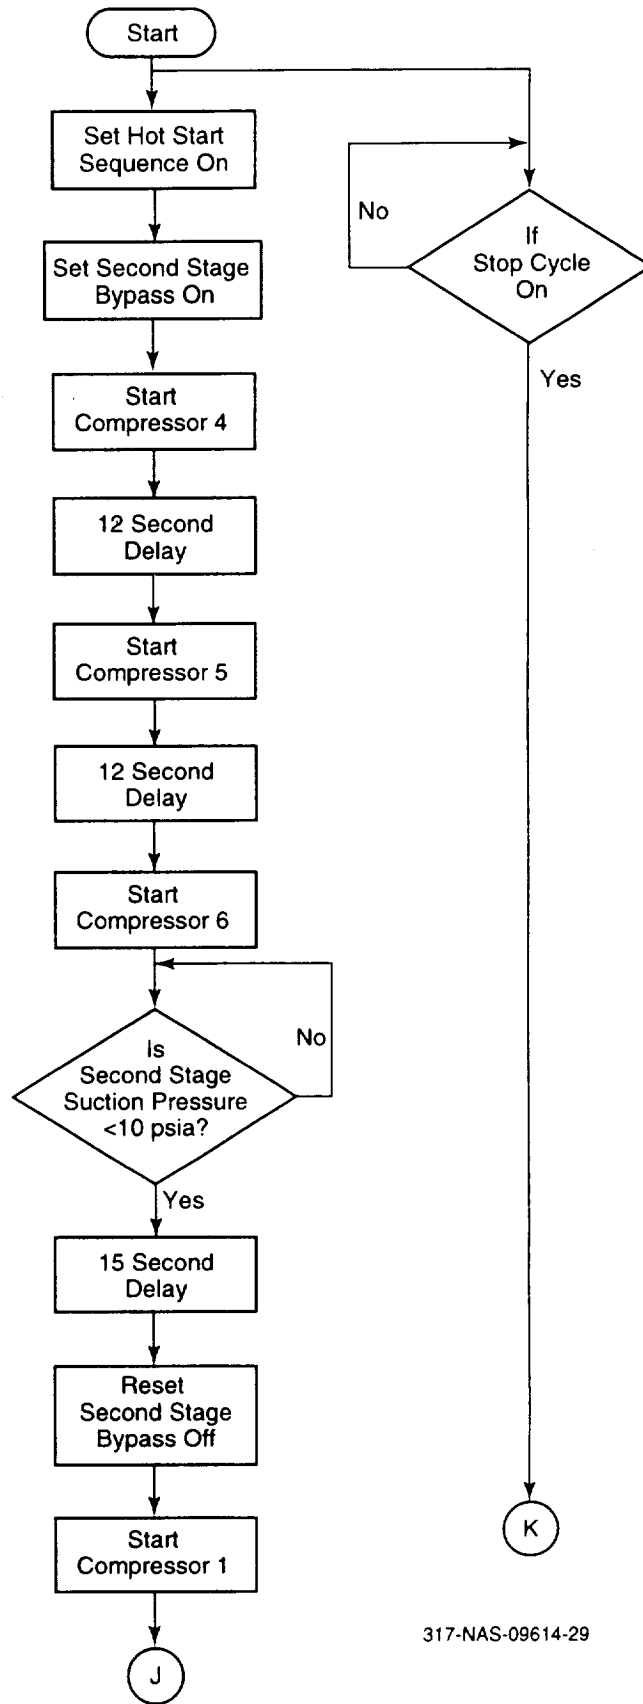 Start
Set Hot Start
Sequence On
Set Second Stage
Bypass On
Start
Compressor 4
12 Second
Delay
Start
Compressor 5
12 Second
Delay
Start
Compressor 6
Is
Second Stage
Suction Pressure
<10 psia?
No
Yes
15 Second
Delay
Reset
Second Stage
Bypass Off
Start
Compressor 1
J
No
If
Stop Cycle
On
Yes
K
317-NAS-09614-29